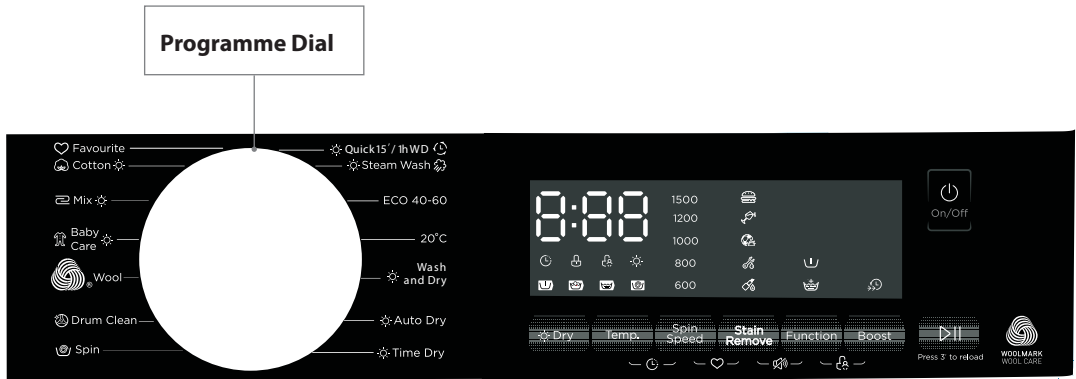 Programme Dial
Favourite
Cotton
Mix
Baby
Care
® Wool
Drum Clean
Spin
Quick15´/ 1hWD
Steam Wash
ECO 40-60
20°C
Wash
and Dry
Auto Dry
Time Dry
8:88
1500
1200
1000
800
600
On/Off
Dry
Temp.
Spin
Speed
Stain
Remove
Function
Boost
Press 3" to reload
WOOLMARK
WOOL CARE